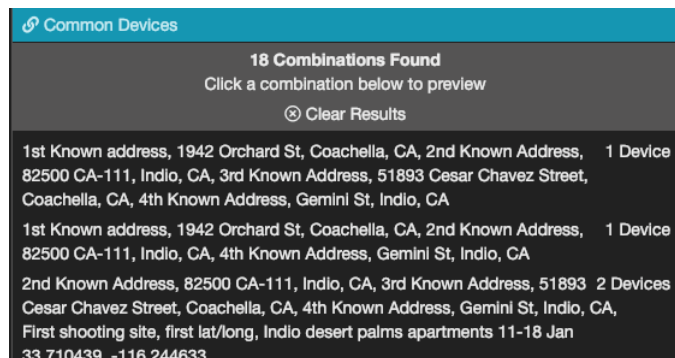 Common Devices
18 Combinations Found
Click a combination below to preview
Clear Results
1st Known address, 1942 Orchard St, Coachella, CA, 2nd Known Address, 1 Device
82500 CA-111, Indio, CA, 3rd Known Address, 51893 Cesar Chavez Street,
Coachella, CA, 4th Known Address, Gemini St, Indio, CA
1st Known address, 1942 Orchard St, Coachella, CA, 2nd Known Address, 1 Device
82500 CA-111, Indio, CA, 4th Known Address, Gemini St, Indio, CA
2nd Known Address, 82500 CA-111, Indio, CA, 3rd Known Address, 51893 2 Devices
Cesar Chavez Street, Coachella, CA, 4th Known Address, Gemini St, Indio, CA,
First shooting site, first lat/long, Indio desert palms apartments 11-18 Jan
33.710439, -116.244633